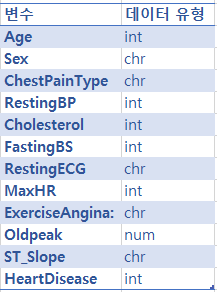 변수 데이터 유형
Age int
Sex chr
ChestPainType chr
RestingBP int
Cholesterol int
FastingBS int
RestingECG chr
MaxHR int
ExerciseAngina: chr
Oldpeak num
ST_Slope chr
HeartDisease int